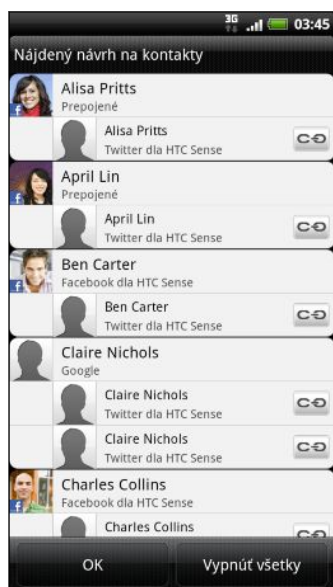 3G 03:45
Nájdený návrh na kontakty
Alisa Pritts
Prepojené
Alisa Pritts
Twitter dla HTC Sense
April Lin
Prepojené
April Lin
Twitter dla HTC Sense
Ben Carter
Facebook dla HTC Sense
Ben Carter
Twitter dla HTC Sense
Claire Nichols
Google
Claire Nichols
Twitter dla HTC Sense
Claire Nichols
Twitter dla HTC Sense
Charles Collins
Facebook dla HTC Sense
Charles Collins
OK Vypnúť všetky